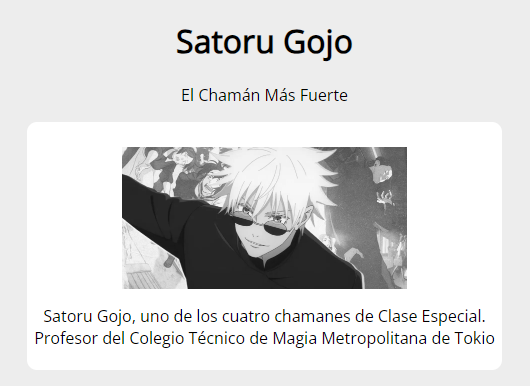 Satoru Gojo
El Chamán Más Fuerte
Satoru Gojo, uno de los cuatro chamanes de Clase Especial.
Profesor del Colegio Técnico de Magia Metropolitana de Tokio